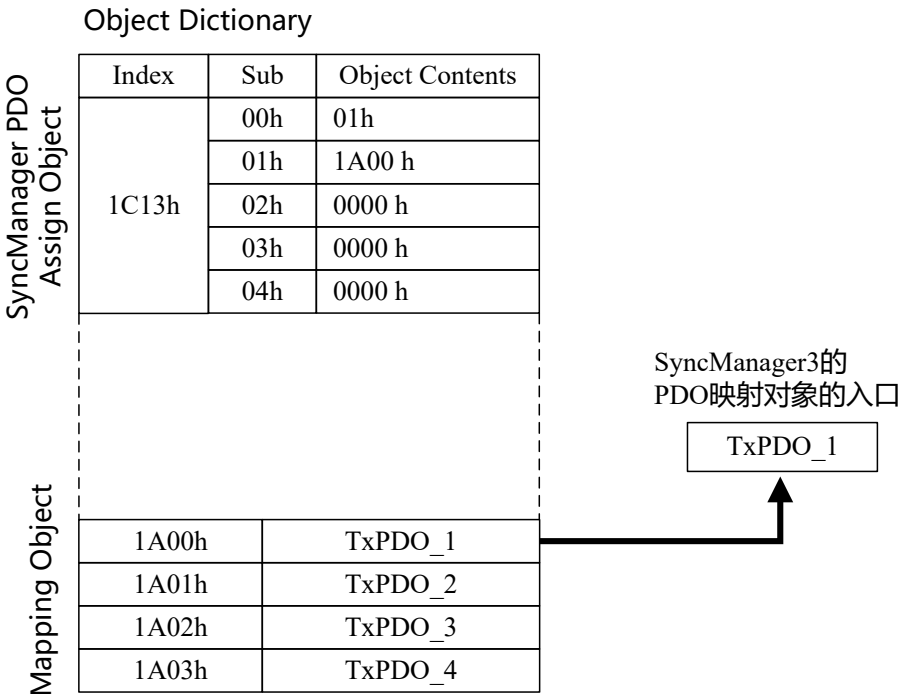 Object Dictionary
SyncManager PDO
Assign Object
Index Sub Object Contents
1C13h
00h 01h
01h 1A00 h
02h 0000 h
03h 0000 h
04h 0000 h
SyncManager3的
PDO映射对象的入口
TxPDO_1
Mapping Object
1A00h TxPDO_1
1A01h TxPDO_2
1A02h TxPDO_3
1A03h TxPDO_4